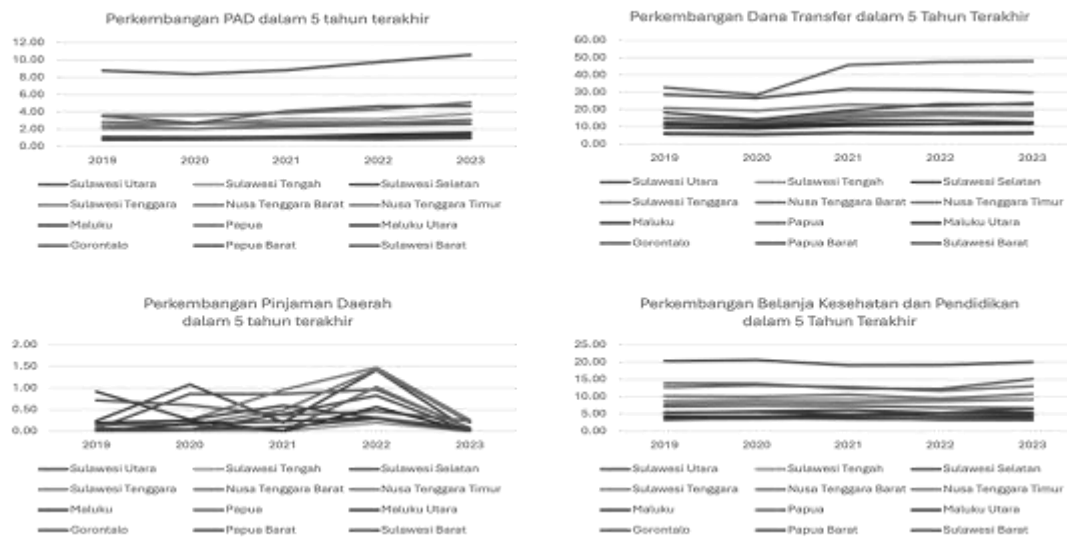 Perkembangan PAD dalam 5 tahun terakhir
12.00
10.00
8.00
6.00
4.00
2.00
0.00
2019 2020 2021 2022 2023
Sulawesi Utara Sulawesi Tengah Sulawesi Selatan
Sulawesi Tenggara Nusa Tenggara Barat Nusa Tenggara Timur
Maluku Papua Maluku Utara
Gorontalo Papua Barat Sulawesi Barat
Perkembangan Dana Transfer dalam 5 Tahun Terakhir
60.00
50.00
40.00
30.00
20.00
10.00
0.00
2019 2020 2021 2022 2023
Sulawesi Utara Sulawesi Tengah Sulawesi Selatan
Sulawesi Tenggara Nusa Tenggara Barat Nusa Tenggara Timur
Maluku Papua Maluku Utara
Gorontalo Papua Barat Sulawesi Barat
Perkembangan Pinjaman Daerah
dalam 5 tahun terakhir
2.00
1.50
1.00
0.50
0.00
2019 2020 2021 2022 2023
Sulawesi Utara Sulawesi Tengah Sulawesi Selatan
Sulawesi Tenggara Nusa Tenggara Barat Nusa Tenggara Timur
Maluku Papua Maluku Utara
Gorontalo Papua Barat Sulawesi Barat
Perkembangan Belanja Kesehatan dan Pendidikan
dalam 5 Tahun Terakhir
25.00
20.00
15.00
10.00
5.00
0.00
2019 2020 2021 2022 2023
Sulawesi Utara Sulawesi Tengah Sulawesi Selatan
Sulawesi Tenggara Nusa Tenggara Barat Nusa Tenggara Timur
Maluku Papua Maluku Utara
Gorontalo Papua Barat Sulawesi Barat